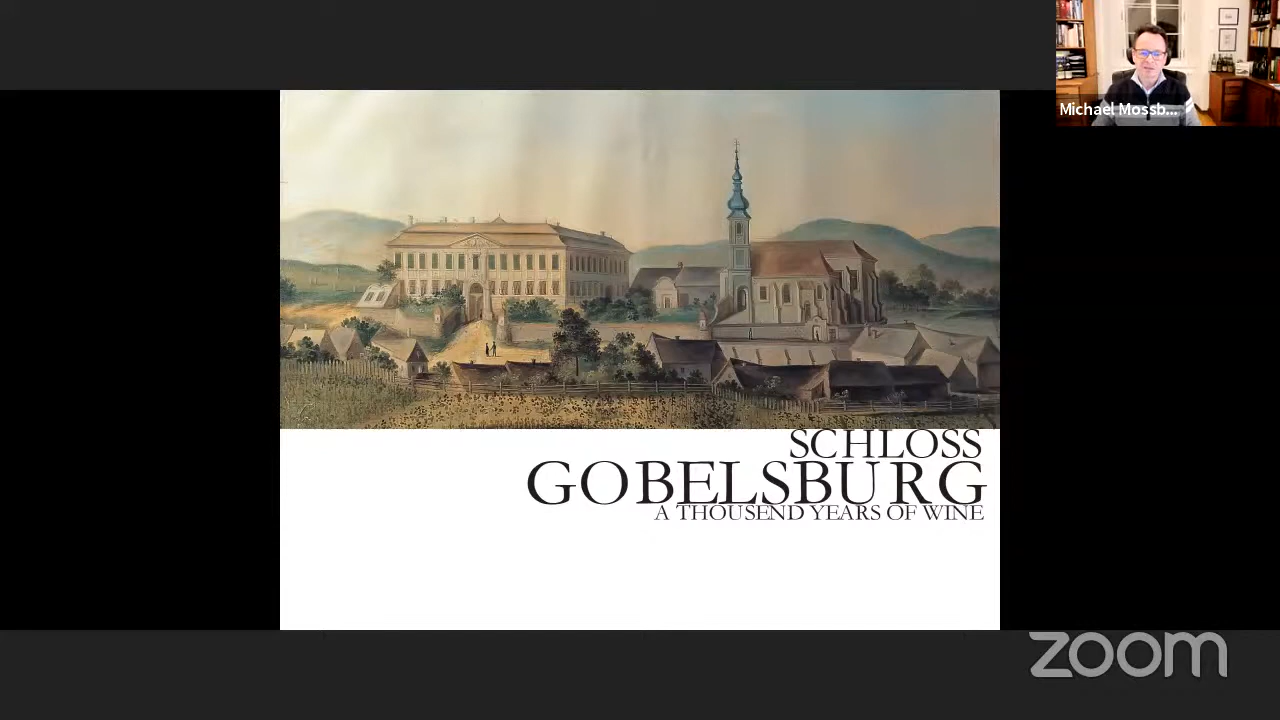 Michael Mossb...
SCHLOSS
GOBELSBURG
A THOUSEND YEARS OF WINE
zoom